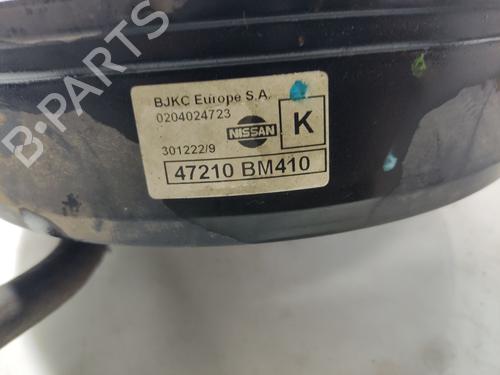 BJKC Europe S.A.
0204024723
NISSAN
K
301222/9
47210 BM410
B-PARTS